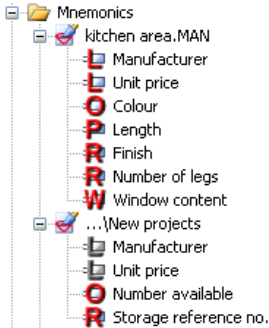 Mnemonics
kitchen area.MAN
L Manufacturer
L Unit price
O Colour
P Length
R Finish
R Number of legs
W Window content
...\New projects
L Manufacturer
L Unit price
O Number available
R Storage reference no.